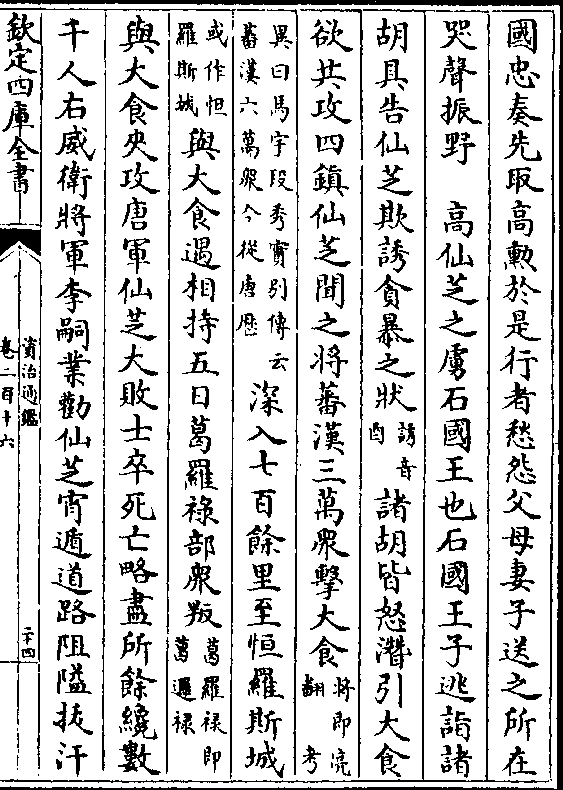 國忠奏先取高勲於是行者愁怨父母妻子送之所在
哭聲振野　高仙芝之虜石國王也石國王子逃詣諸
胡具告仙芝欺誘貪暴之狀誘音酉諸胡皆怒潛引大食
欲共攻四鎮仙芝聞之將蕃漢三萬衆擊大食將即亮翻考
異曰馬宇段秀實別傳云蕃漢六萬衆今從唐歴深入七百餘里至恒羅斯城
或作怛羅斯城與大食遇相持五日葛羅祿部衆叛葛羅禄即葛邏禄
與大食夾攻唐軍仙芝大敗士卒死亡略盡所餘纔數
千人右威衛將軍李嗣業勸仙芝宵遁道路阻隘拔汗
欽定四庫全書
資治通鑑
卷二百十六
二十四